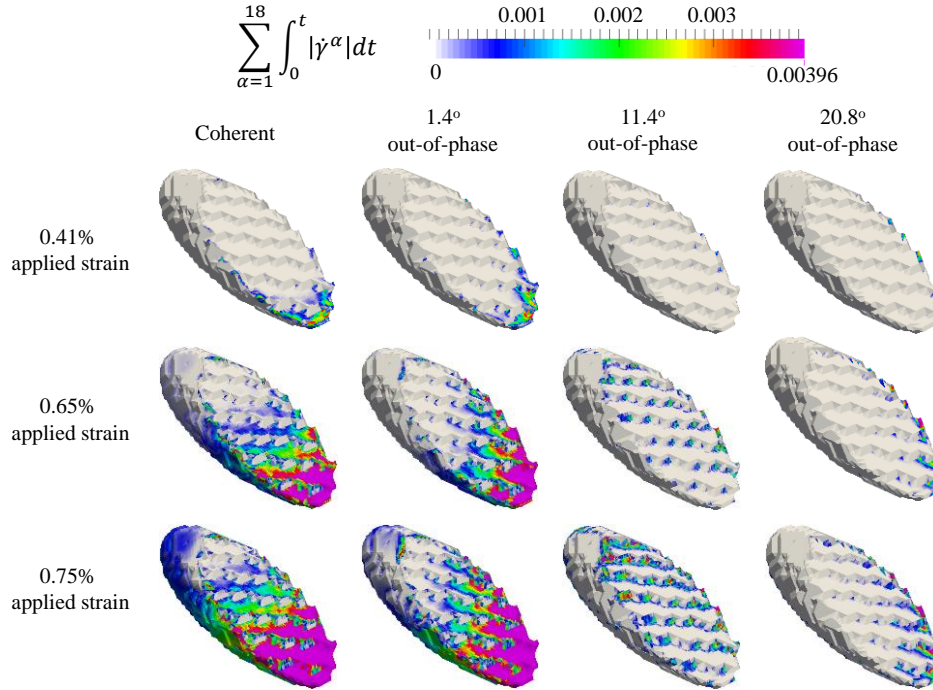 0.001 0.002 0.003
18
∑ ∫ t 0 |γ̇^α|dt
α=1
0 0.00396
Coherent
1.4° out-of-phase
11.4° out-of-phase
20.8° out-of-phase
0.41%
applied strain
0.65%
applied strain
0.75%
applied strain